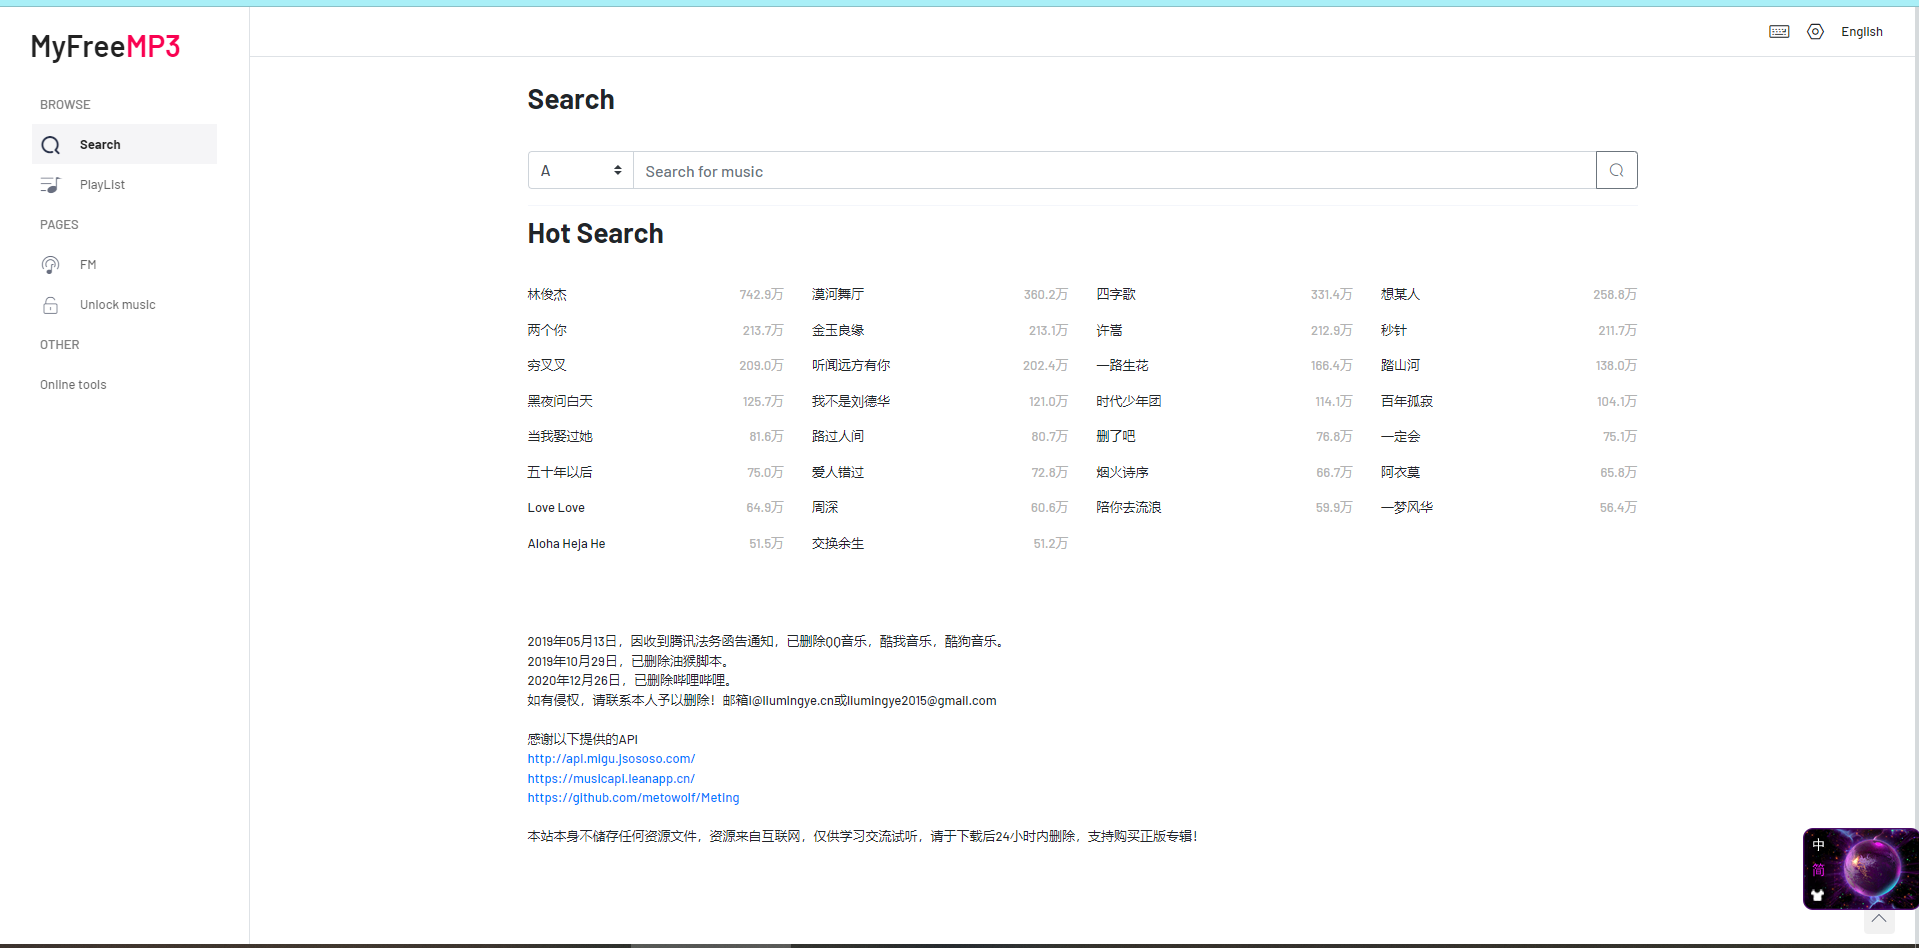 MyFreeMP3
English
BROWSE
Search
PlayList
PAGES
FM
Unlock music
OTHER
Online tools
Search
A
Search for music
Hot Search
林俊杰 742.9万 漠河舞厅 360.2万 四字歌 331.4万 想某人 258.8万
两个你 213.7万 金玉良缘 213.1万 许嵩 212.9万 秒针 211.7万
穷叉叉 209.0万 听闻远方有你 202.4万 一路生花 166.4万 踏山河 138.0万
黑夜问白天 125.7万 我不是刘德华 121.0万 时代少年团 114.1万 百年孤寂 104.1万
当我娶过她 81.6万 路过人间 80.7万 删了吧 76.8万 一定会 75.1万
五十年以后 75.0万 爱人错过 72.8万 烟火诗序 66.7万 阿衣莫 65.8万
Love Love 64.9万 周深 60.6万 陪你去流浪 59.9万 一梦风华 56.4万
Aloha Heja He 51.5万 交换余生 51.2万
2019年05月13日，因收到腾讯法务函告通知，已删除QQ音乐，酷我音乐，酷狗音乐。
2019年10月29日，已删除油猴脚本。
2020年12月26日，已删除哔哩哔哩。
如有侵权，请联系本人予以删除！邮箱i@liumingye.cn或liumingye2015@gmail.com
感谢以下提供的API
http://api.migu.jsososo.com/
https://musicapi.leanapp.cn/
https://github.com/metowolf/Meting
本站本身不储存任何资源文件，资源来自互联网，仅供学习交流试听，请于下载后24小时内删除，支持购买正版专辑！
中
简